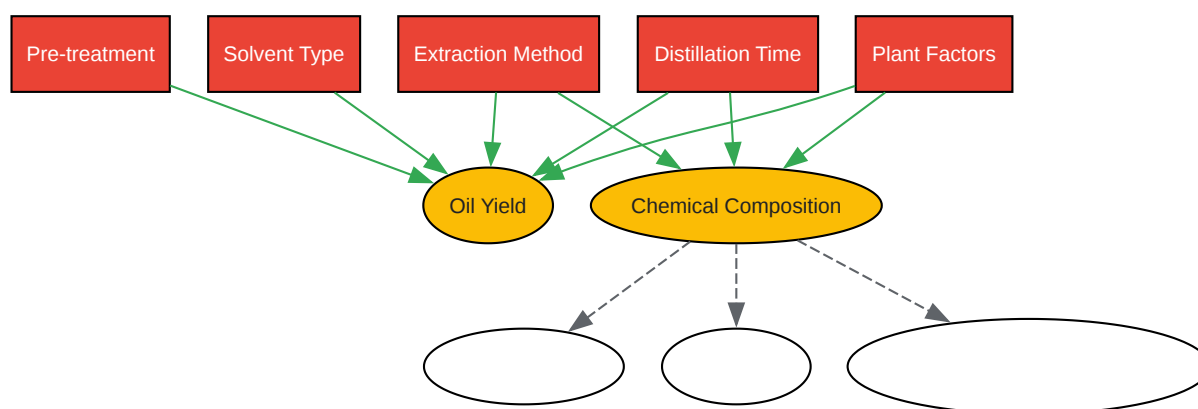 Pre-treatment
Solvent Type
Extraction Method
Distillation Time
Plant Factors
Oil Yield
Chemical Composition